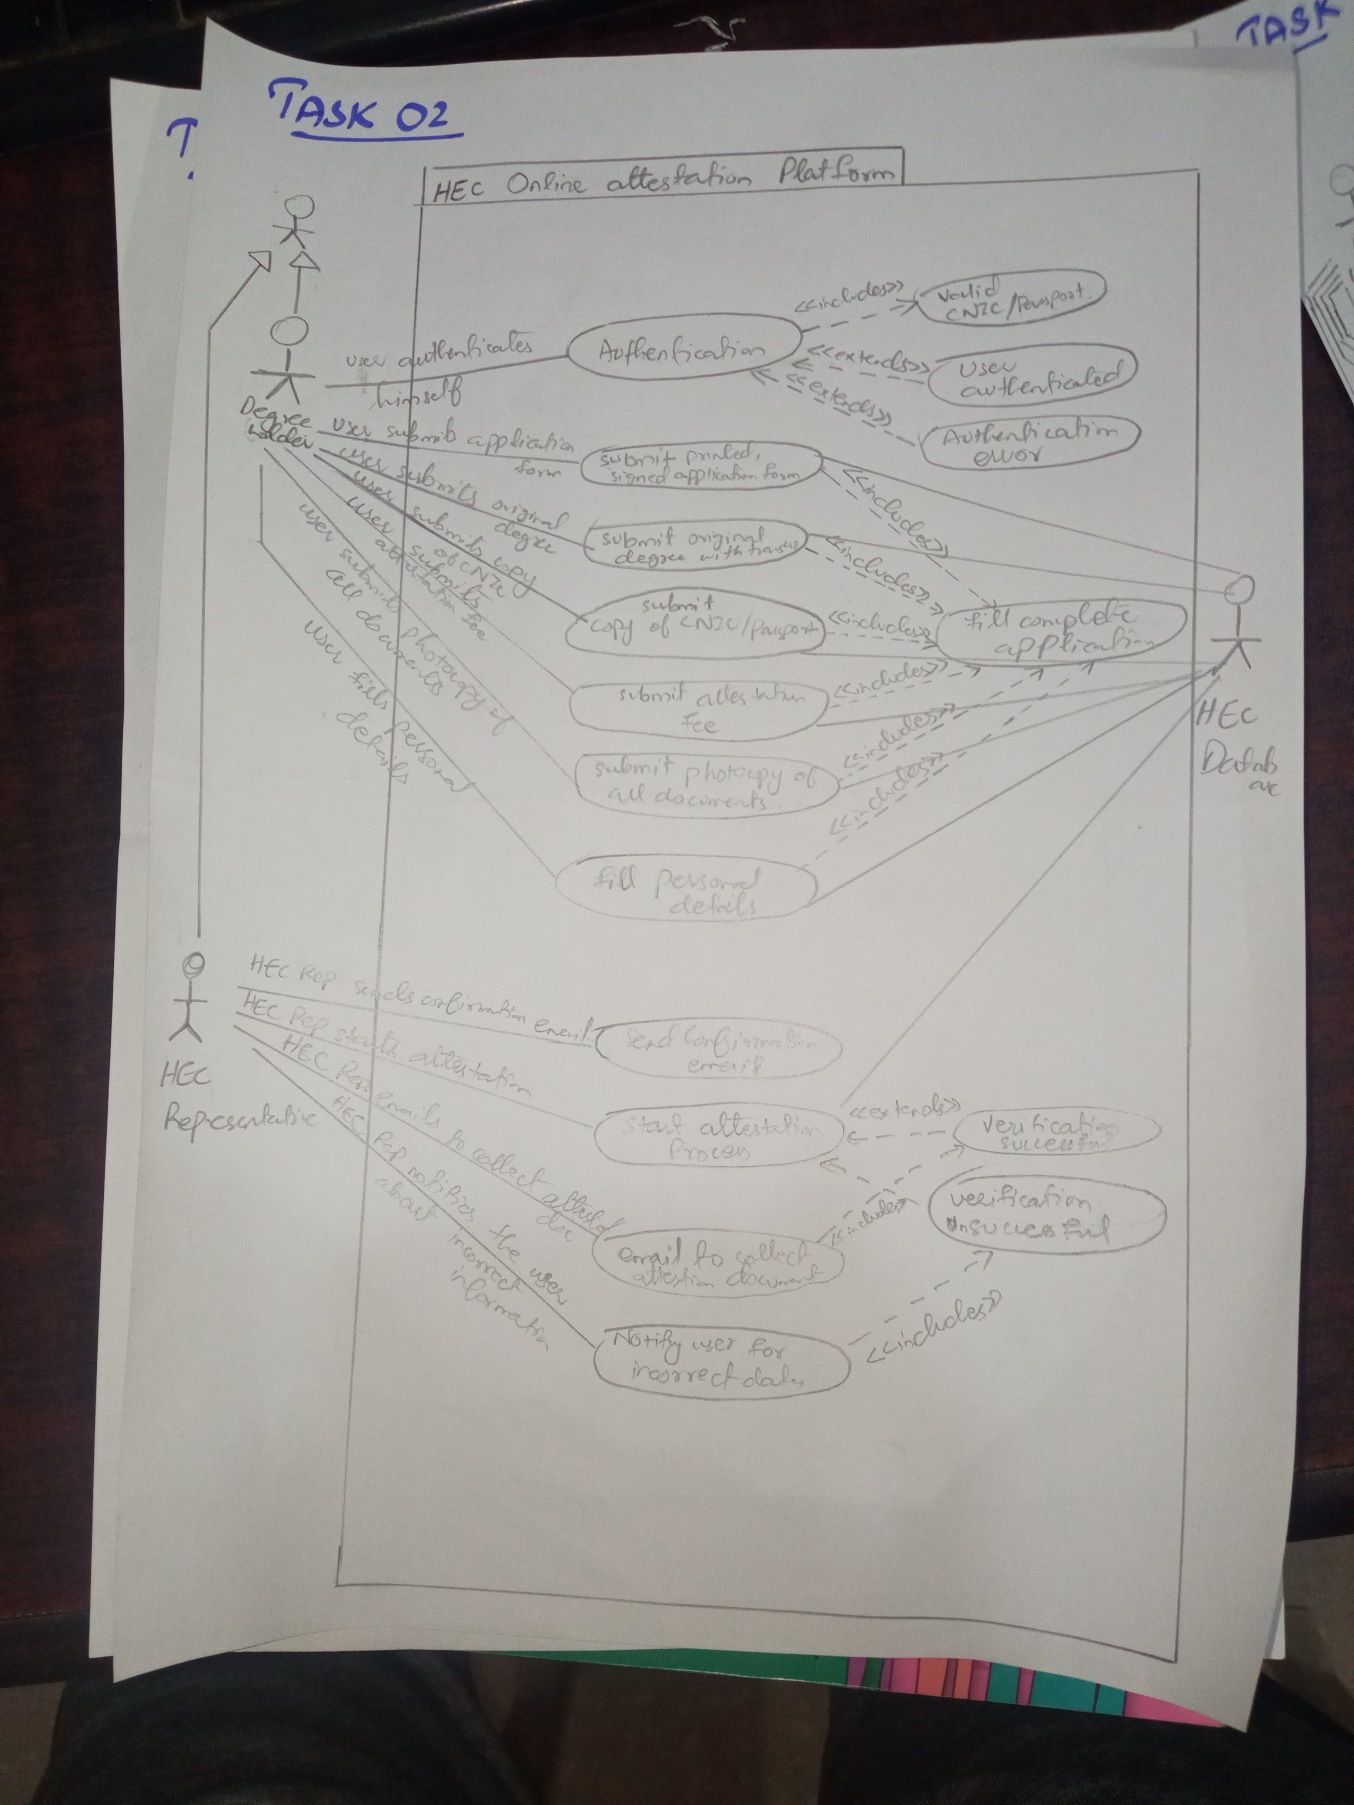 TASK 02
TASK
T
HEC Online attestation Platform
<<includes>>
valid
CNIC/Passport
user authenticates
himself
Authentication
<<extends>>
User
authenticated
<<extends>>
Authentication
error
Degree
holder
user submit application
form
submit printed,
signed application form
<<includes>>
user submits original
degree
submit original
degree with
<<includes>>
user submits copy
of CNIC
submit
copy of CNIC/Passport
<<includes>>
fill complete
application
user submits
attestation fee
submit attestation
fee
<<includes>>
user submits photocopy of
all documents
submit photocopy of
all documents
<<includes>>
user fills personal
details
fill personal
details
<<includes>>
HEC
Datab
ase
HEC Rep sends confirmation email
send confirmation
email
HEC Rep starts attestation
start attestation
Process
<<extends>>
verification
successful
HEC
Representative
HEC Rep emails to collect attested
doc
email to collect
attestion document
<<includes>>
verification
unsuccessful
HEC Rep notifies the user
about incorrect
information
Notify user for
incorrect data
<<includes>>